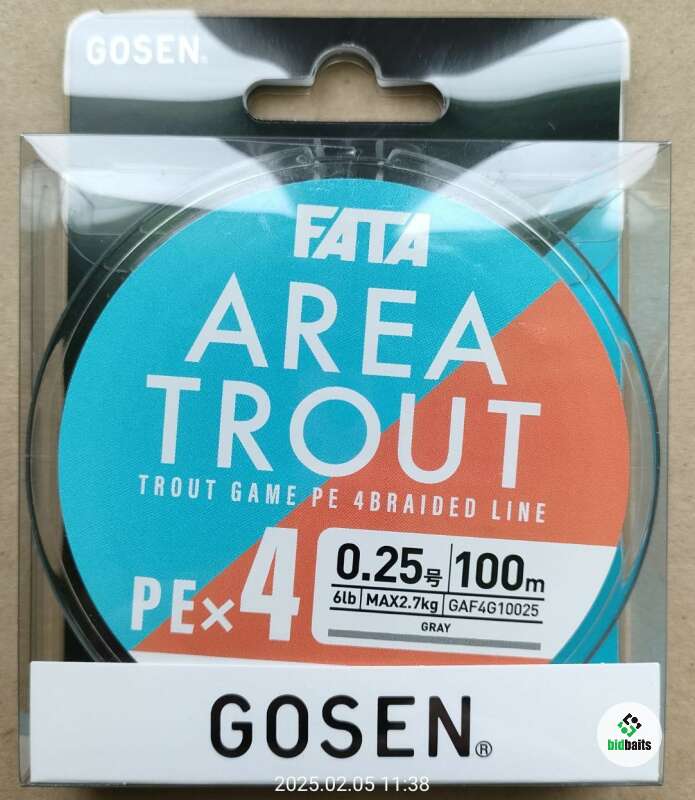 GOSEN®
FATA
AREA
TROUT
TROUT GAME PE 4BRAIDED LINE
PE×4
0.25号 100m
6lb MAX2.7kg GAF4G10025
GRAY
GOSEN®
bidbaits
2025.02.05 11:38